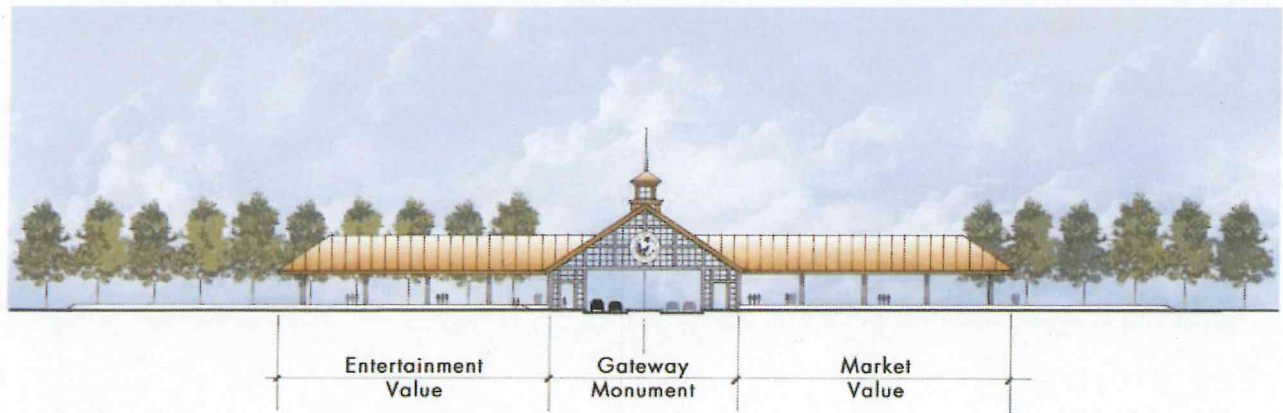 Entertainment
Value
Gateway
Monument
Market
Value